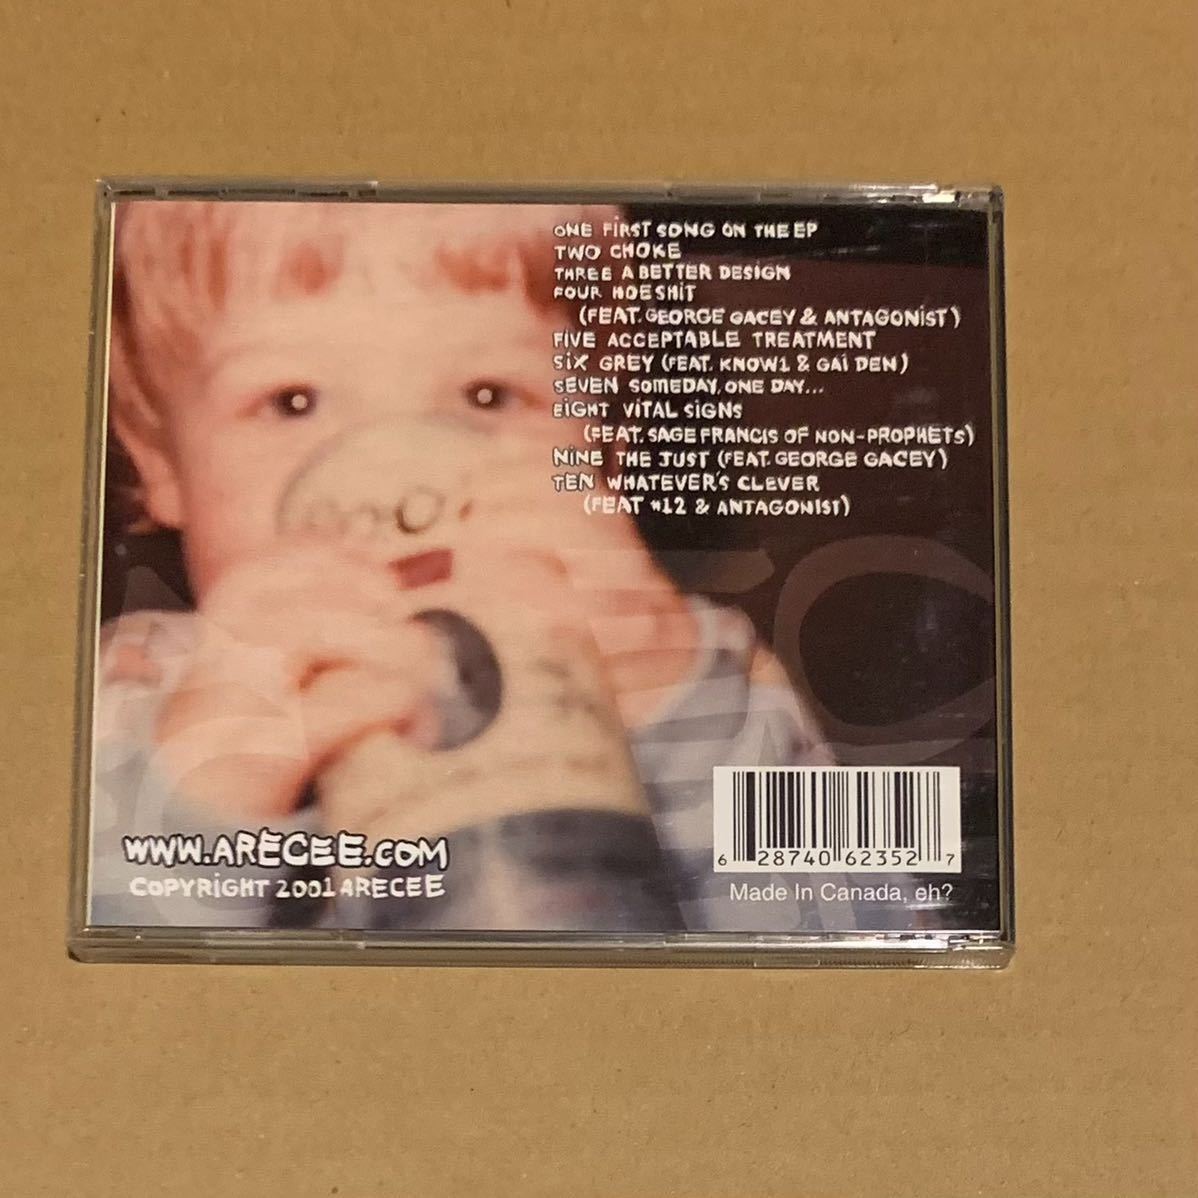 ONE FIRST SONG ON THE EP
TWO CHOKE
THREE A BETTER DESIGN
FOUR HOESHIT
(FEAT. GEORGE GACEY & ANTAGONIST)
FIVE ACCEPTABLE TREATMENT
SIX GREY (FEAT. KNOW1 & GAI DEN)
SEVEN SOMEDAY, ONE DAY...
EIGHT VITAL SIGNS
(FEAT. SAGE FRANCIS OF NON-PROPHETS)
NINE THE JUST (FEAT. GEORGE GACEY)
TEN WHATEVER'S CLEVER
(FEAT #12 & ANTAGONIST)
WWW.ARECEE.COM
COPYRIGHT 2001 ARECEE
6 28740 62352 7
Made In Canada, eh?